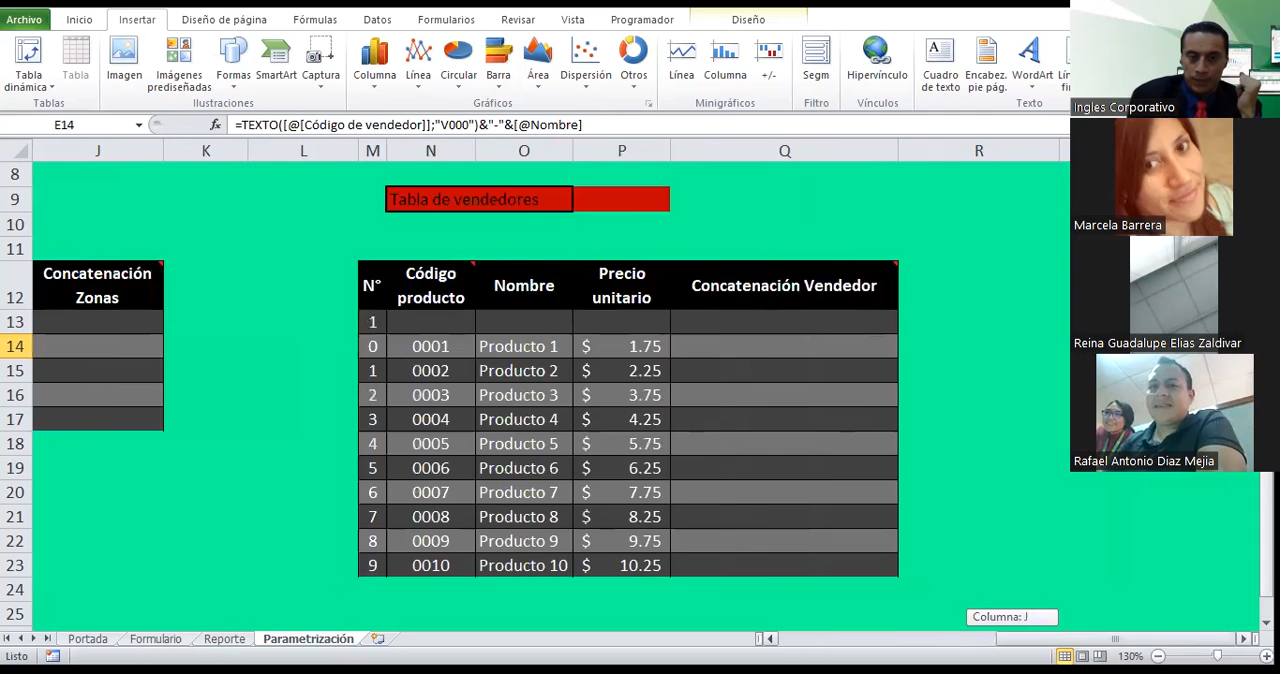 Archivo Inicio Insertar Diseño de página Fórmulas Datos Formularios Revisar Vista Programador Diseño
Tabla dinámica Tabla Imagen Imágenes prediseñadas Formas SmartArt Captura Columna Línea Circular Barra Área Dispersión Otros Línea Columna +/- Segm Hipervínculo Cuadro de texto Encabez. pie pág. WordArt
Tablas Ilustraciones Gráficos Minigráficos Filtro Vínculos Texto
E14 fx =TEXTO([@[Código de vendedor]];"V000")&"-"&[@Nombre]
J K L M N O P Q R
8
9 Tabla de vendedores
10
11
12 Concatenación Zonas N° Código producto Nombre Precio unitario Concatenación Vendedor
13 1
14 0 0001 Producto 1 $ 1.75
15 1 0002 Producto 2 $ 2.25
16 2 0003 Producto 3 $ 3.75
17 3 0004 Producto 4 $ 4.25
18 4 0005 Producto 5 $ 5.75
19 5 0006 Producto 6 $ 6.25
20 6 0007 Producto 7 $ 7.75
21 7 0008 Producto 8 $ 8.25
22 8 0009 Producto 9 $ 9.75
23 9 0010 Producto 10 $ 10.25
24
25
Columna: J
Portada Formulario Reporte Parametrización
Listo 130%
Ingles Corporativo
Marcela Barrera
Reina Guadalupe Elias Zaldivar
Rafael Antonio Diaz Mejia